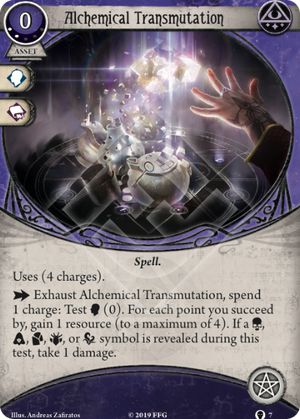 0
Alchemical Transmutation
ASSET
Spell.
Uses (4 charges).
Exhaust Alchemical Transmutation, spend
1 charge: Test (0). For each point you succeed
by, gain 1 resource (to a maximum of 4). If a ,
, , , or symbol is revealed during this
test, take 1 damage.
Illus. Andreas Zafiratos
© 2019 FFG
7